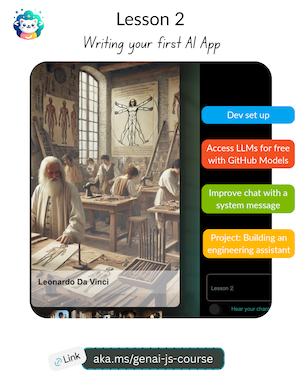 Lesson 2
Writing your first AI App
Dev set up
Access LLMs for free
with GitHub Models
Improve chat with a
system message
Project: Building an
engineering assistant
Leonardo Da Vinci
Lesson 2
Hear your
Link
aka.ms/genai-js-course